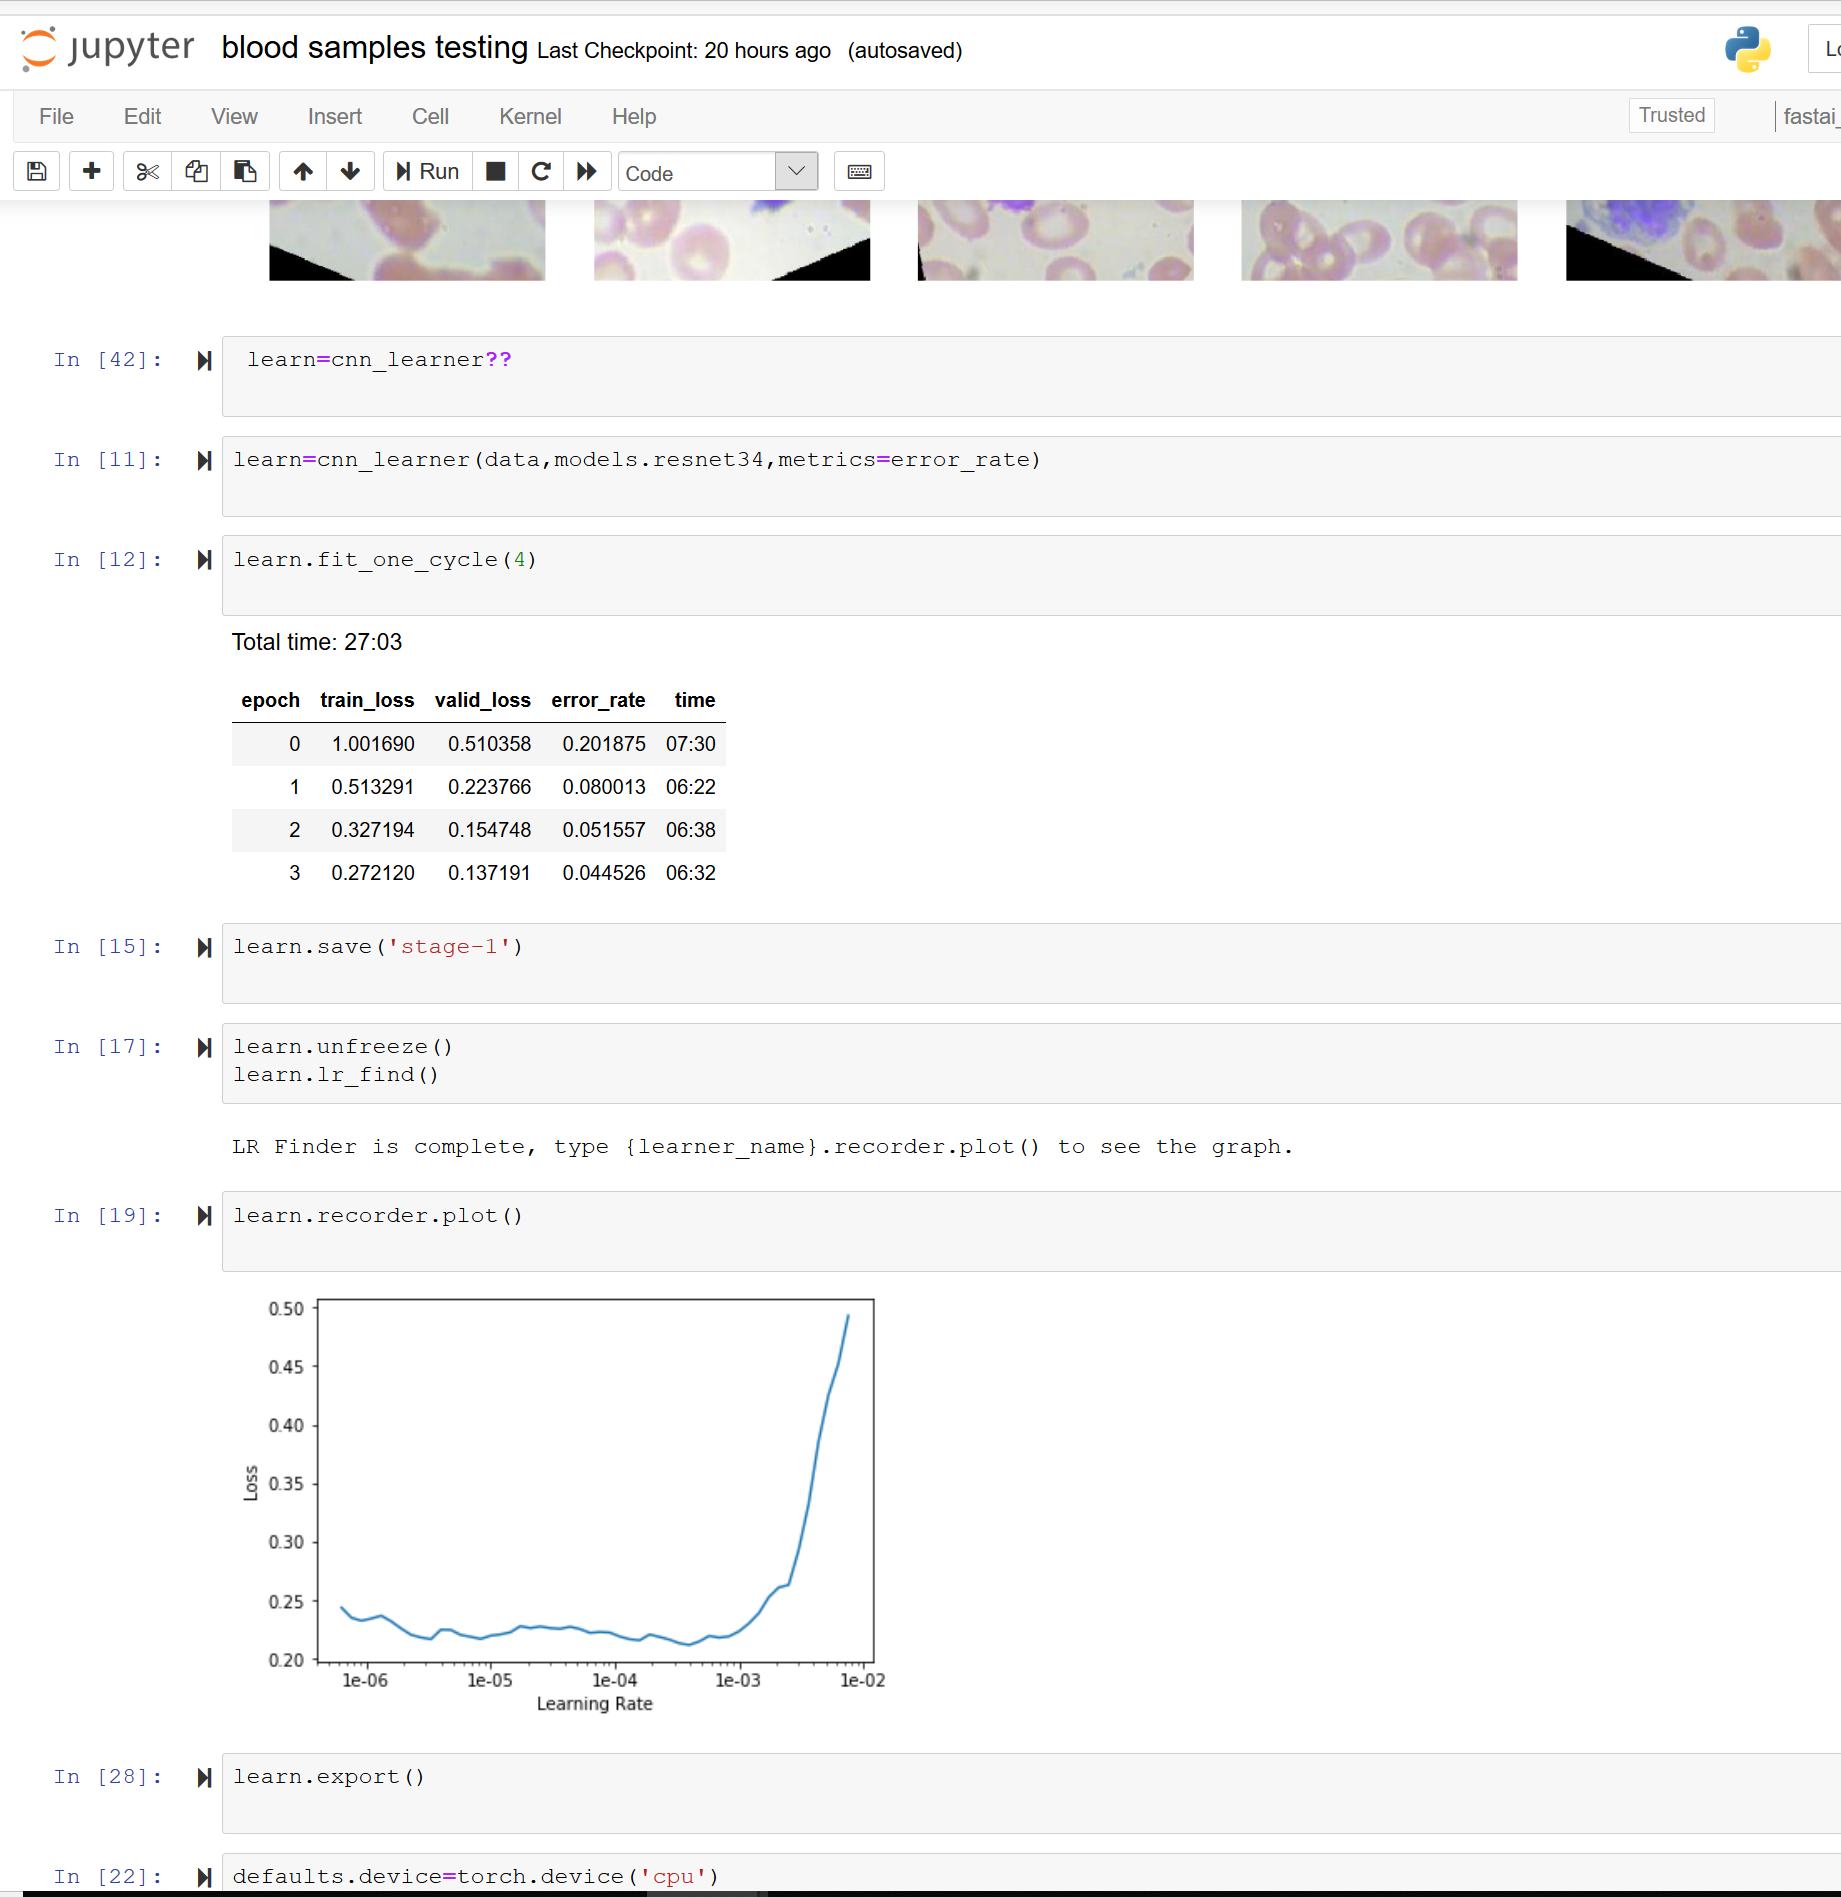 jupyter blood samples testing Last Checkpoint: 20 hours ago (autosaved)
File Edit View Insert Cell Kernel Help Trusted fastai_
Run Code
In [42]: learn=cnn_learner??
In [11]: learn=cnn_learner(data,models.resnet34,metrics=error_rate)
In [12]: learn.fit_one_cycle(4)
Total time: 27:03
epoch train_loss valid_loss error_rate time
0 1.001690 0.510358 0.201875 07:30
1 0.513291 0.223766 0.080013 06:22
2 0.327194 0.154748 0.051557 06:38
3 0.272120 0.137191 0.044526 06:32
In [15]: learn.save('stage-1')
In [17]: learn.unfreeze()
learn.lr_find()
LR Finder is complete, type {learner_name}.recorder.plot() to see the graph.
In [19]: learn.recorder.plot()
0.50
0.45
0.40
0.35
0.30
0.25
0.20
Loss
1e-06 1e-05 1e-04 1e-03 1e-02
Learning Rate
In [28]: learn.export()
In [22]: defaults.device=torch.device('cpu')